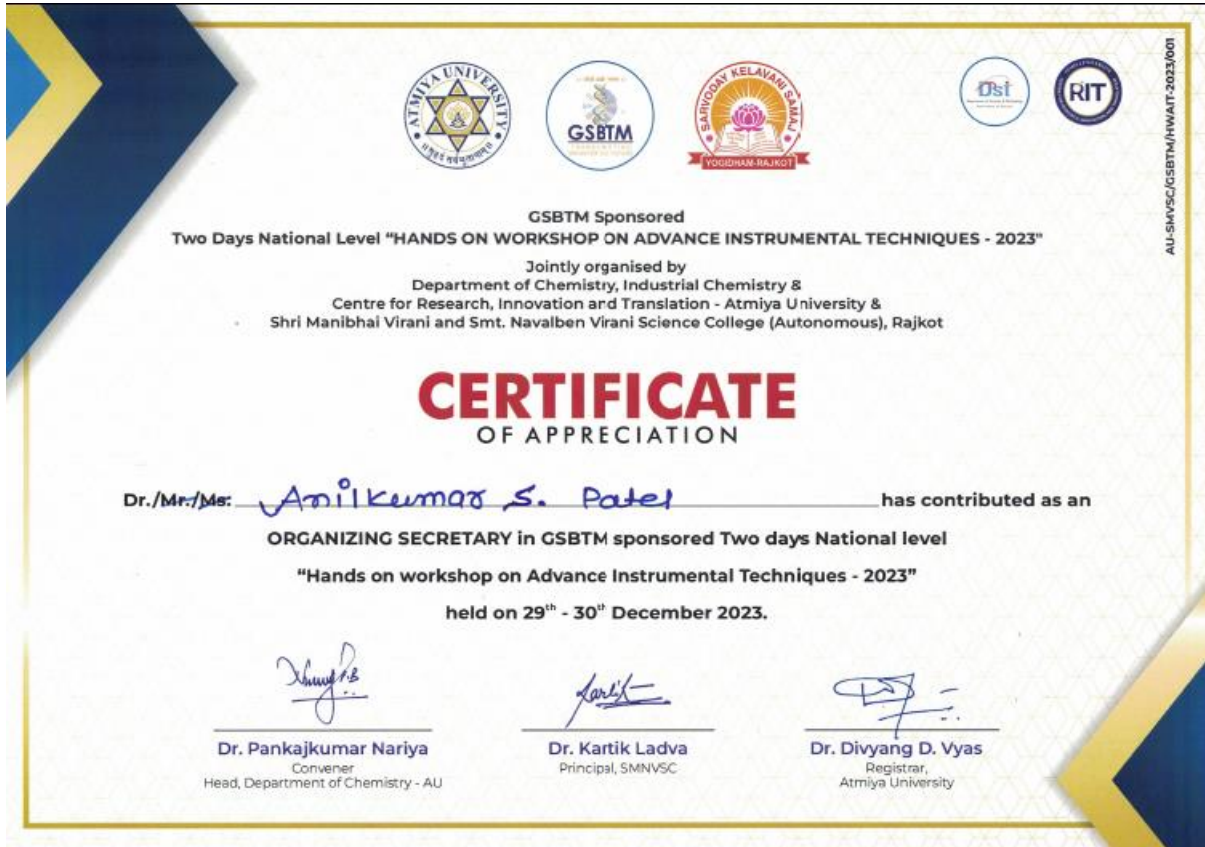 ATMIYA UNIVERSITY
॥ सुहृदं सर्वभूतानाम् ॥
GSBTM
SARVODAY KELAVANI SAMAJ
YOGIDHAM-RAJKOT
Dst
RIT
AU-SMVSC/GSBTM/HWAIT-2023/001
GSBTM Sponsored
Two Days National Level “HANDS ON WORKSHOP ON ADVANCE INSTRUMENTAL TECHNIQUES - 2023”
Jointly organised by
Department of Chemistry, Industrial Chemistry &
Centre for Research, Innovation and Translation - Atmiya University &
Shri Manibhai Virani and Smt. Navalben Virani Science College (Autonomous), Rajkot
CERTIFICATE
OF APPRECIATION
Dr./Mr./Ms: Anilkumar S. Patel has contributed as an
ORGANIZING SECRETARY in GSBTM sponsored Two days National level
“Hands on workshop on Advance Instrumental Techniques - 2023”
held on 29th - 30th December 2023.
Dr. Pankajkumar Nariya
Convener
Head, Department of Chemistry - AU
Kartik
Dr. Kartik Ladva
Principal, SMNVSC
Dr. Divyang D. Vyas
Registrar,
Atmiya University